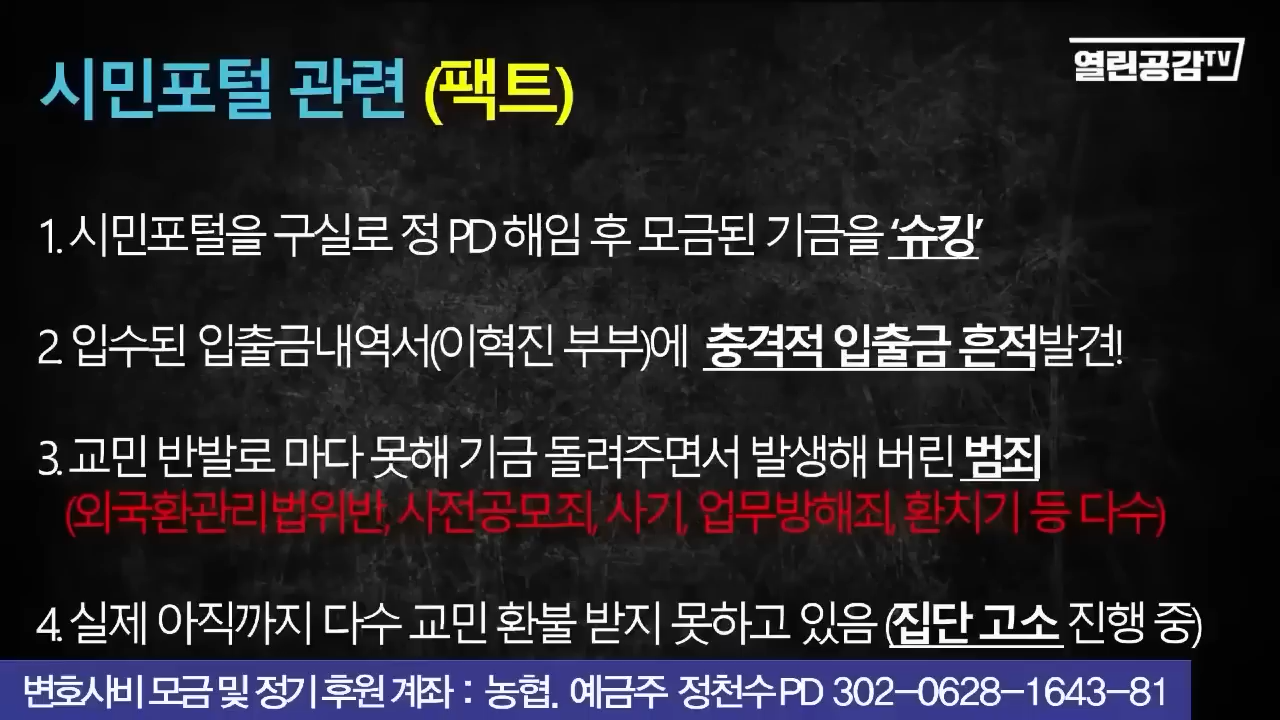 시민포털 관련 (팩트)
열린공감TV
1. 시민포털을 구실로 정 PD 해임 후 모금된 기금을 ‘슈킹’
2. 입수된 입출금내역서(이혁진 부부)에 충격적 입출금 흔적발견!
3. 교민 반발로 마다 못해 기금 돌려주면서 발생해 버린 범죄
(외국환관리법위반, 사전공모죄, 사기, 업무방해죄, 환치기 등 다수)
4. 실제 아직까지 다수 교민 환불 받지 못하고 있음 (집단 고소 진행 중)
변호사비 모금 및 정기 후원 계좌 : 농협. 예금주 정천수PD 302-0628-1643-81